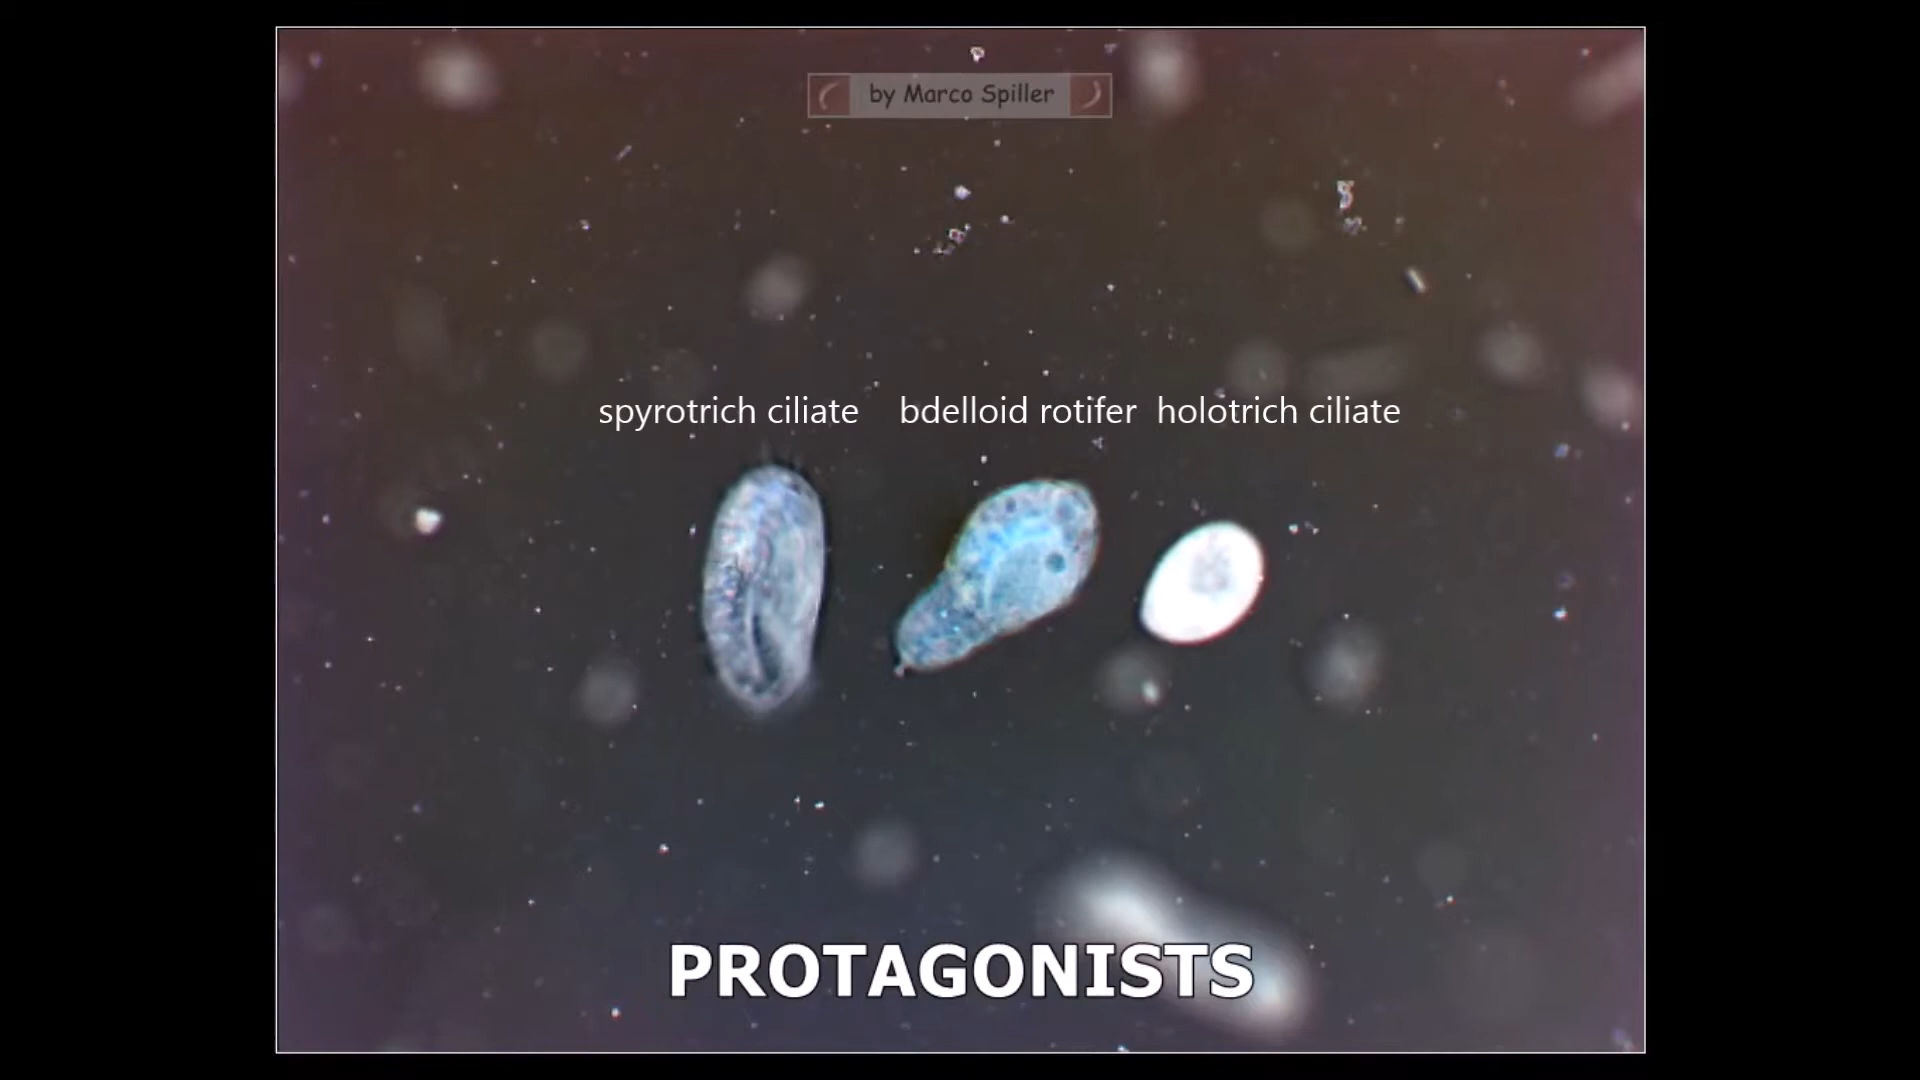 by Marco Spiller
spyrotrich ciliate bdelloid rotifer holotrich ciliate
PROTAGONISTS